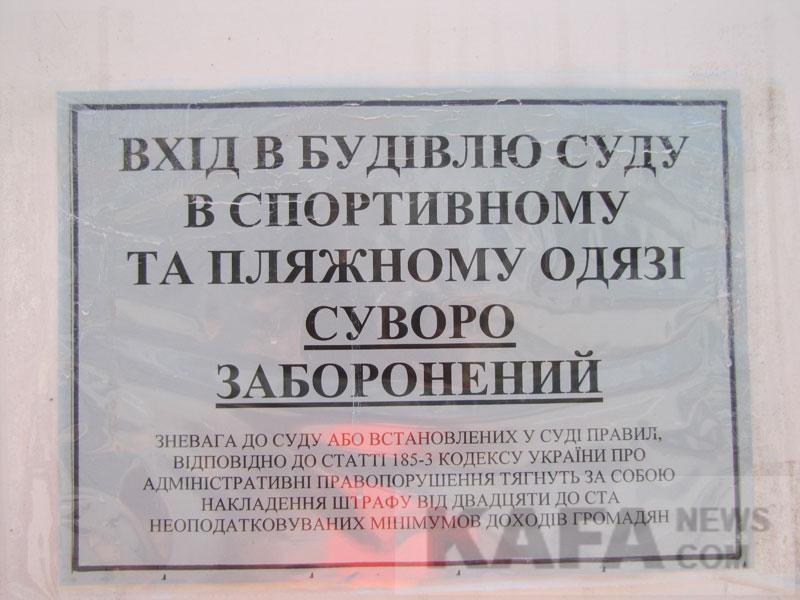 ВХІД В БУДІВЛЮ СУДУ
В СПОРТИВНОМУ
ТА ПЛЯЖНОМУ ОДЯЗІ
СУВОРО
ЗАБОРОНЕНИЙ
ЗНЕВАГА ДО СУДУ АБО ВСТАНОВЛЕНИХ У СУДІ ПРАВИЛ,
ВІДПОВІДНО ДО СТАТТІ 185-3 КОДЕКСУ УКРАЇНИ ПРО
АДМІНІСТРАТИВНІ ПРАВОПОРУШЕННЯ ТЯГНУТЬ ЗА СОБОЮ
НАКЛАДЕННЯ ШТРАФУ ВІД ДВАДЦЯТИ ДО СТА
НЕОПОДАТКОВУВАНИХ МІНІМУМОВ ДОХОДІВ ГРОМАДЯН
KAFA NEWS
COM